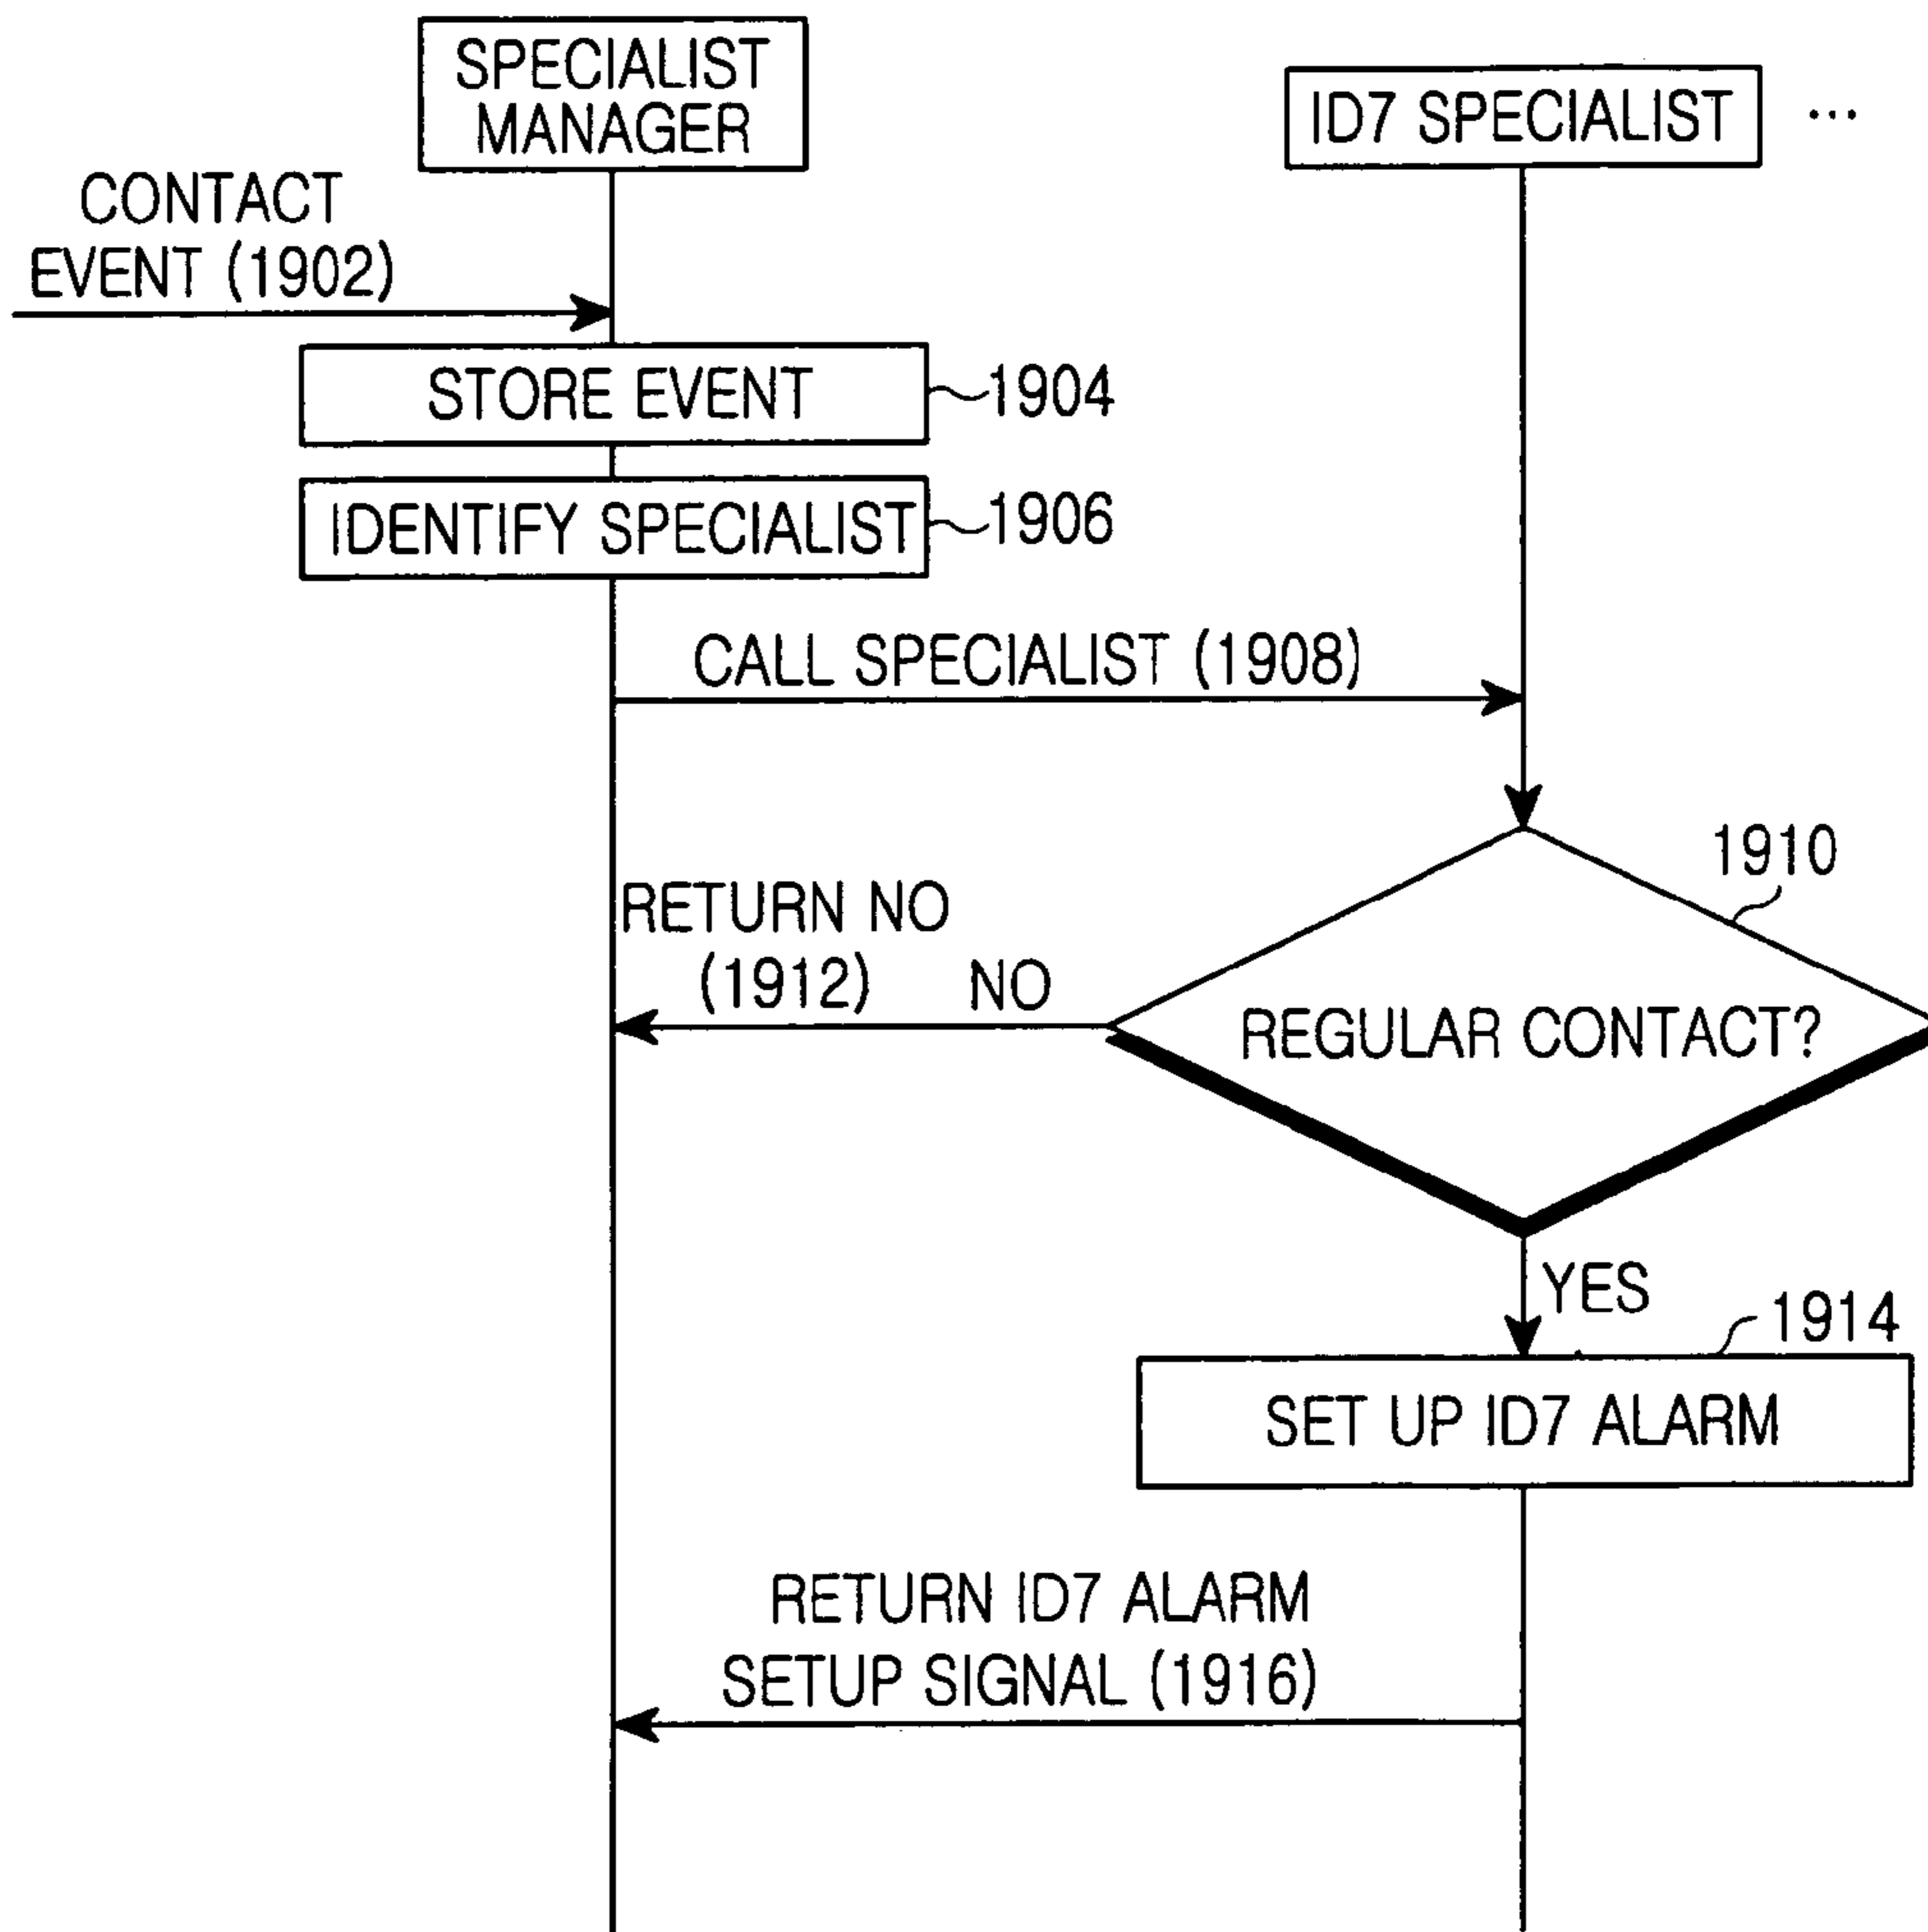 SPECIALIST
MANAGER
ID7 SPECIALIST ...
CONTACT
EVENT (1902)
STORE EVENT
1904
IDENTIFY SPECIALIST
1906
CALL SPECIALIST (1908)
1910
RETURN NO
(1912)
NO
REGULAR CONTACT?
YES
1914
SET UP ID7 ALARM
RETURN ID7 ALARM
SETUP SIGNAL (1916)